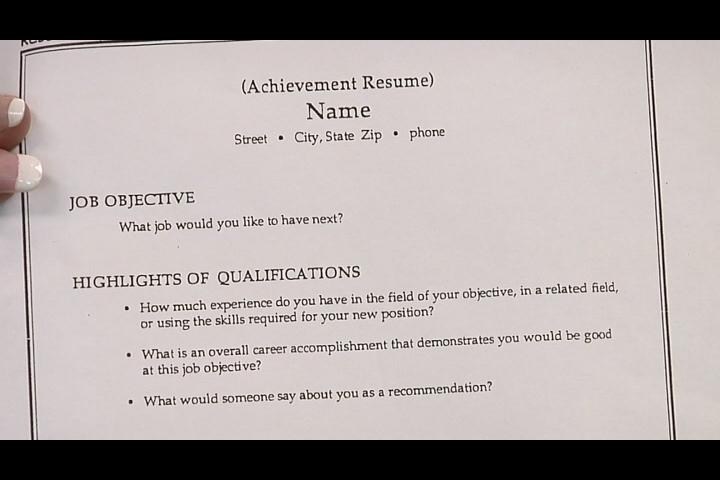 (Achievement Resume)
Name
Street • City, State Zip • phone
JOB OBJECTIVE
What job would you like to have next?
HIGHLIGHTS OF QUALIFICATIONS
• How much experience do you have in the field of your objective, in a related field,
or using the skills required for your new position?
• What is an overall career accomplishment that demonstrates you would be good
at this job objective?
• What would someone say about you as a recommendation?